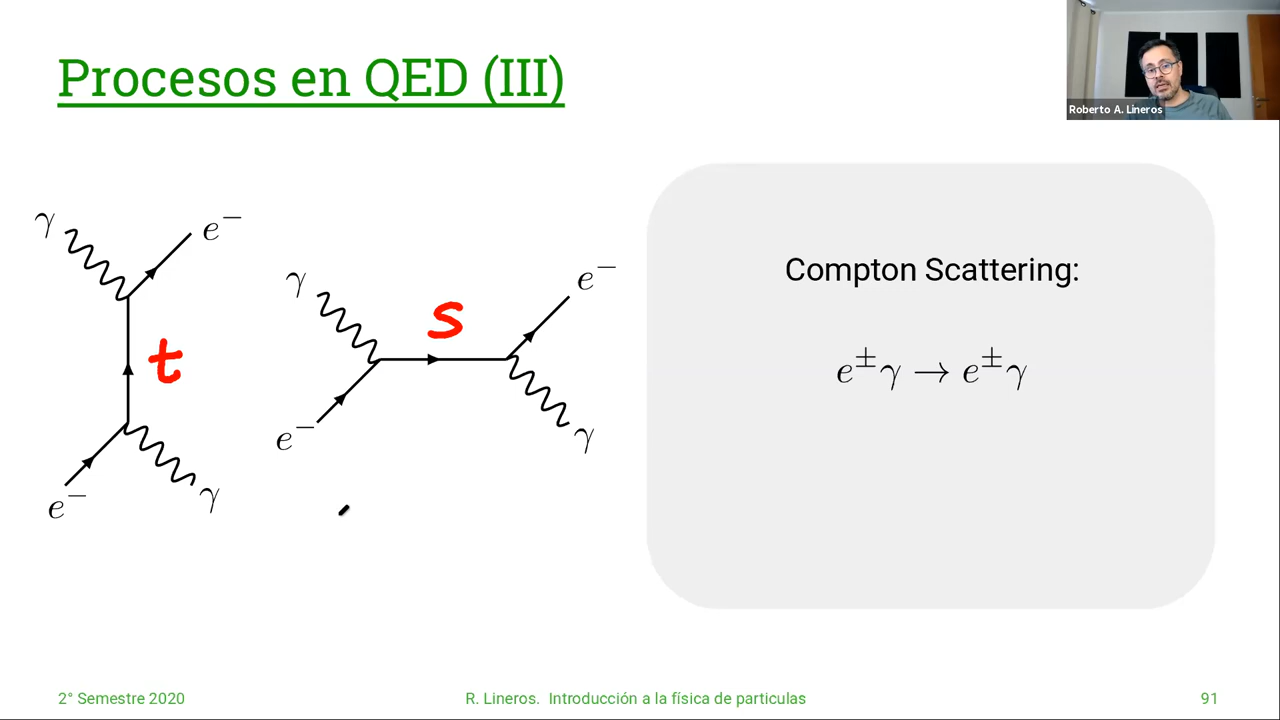 Procesos en QED (III)
Roberto A. Lineros
γ
e⁻
t
e⁻
γ
γ
e⁻
s
e⁻
γ
Compton Scattering:
e^± γ → e^± γ
2° Semestre 2020
R. Lineros. Introducción a la física de particulas
91